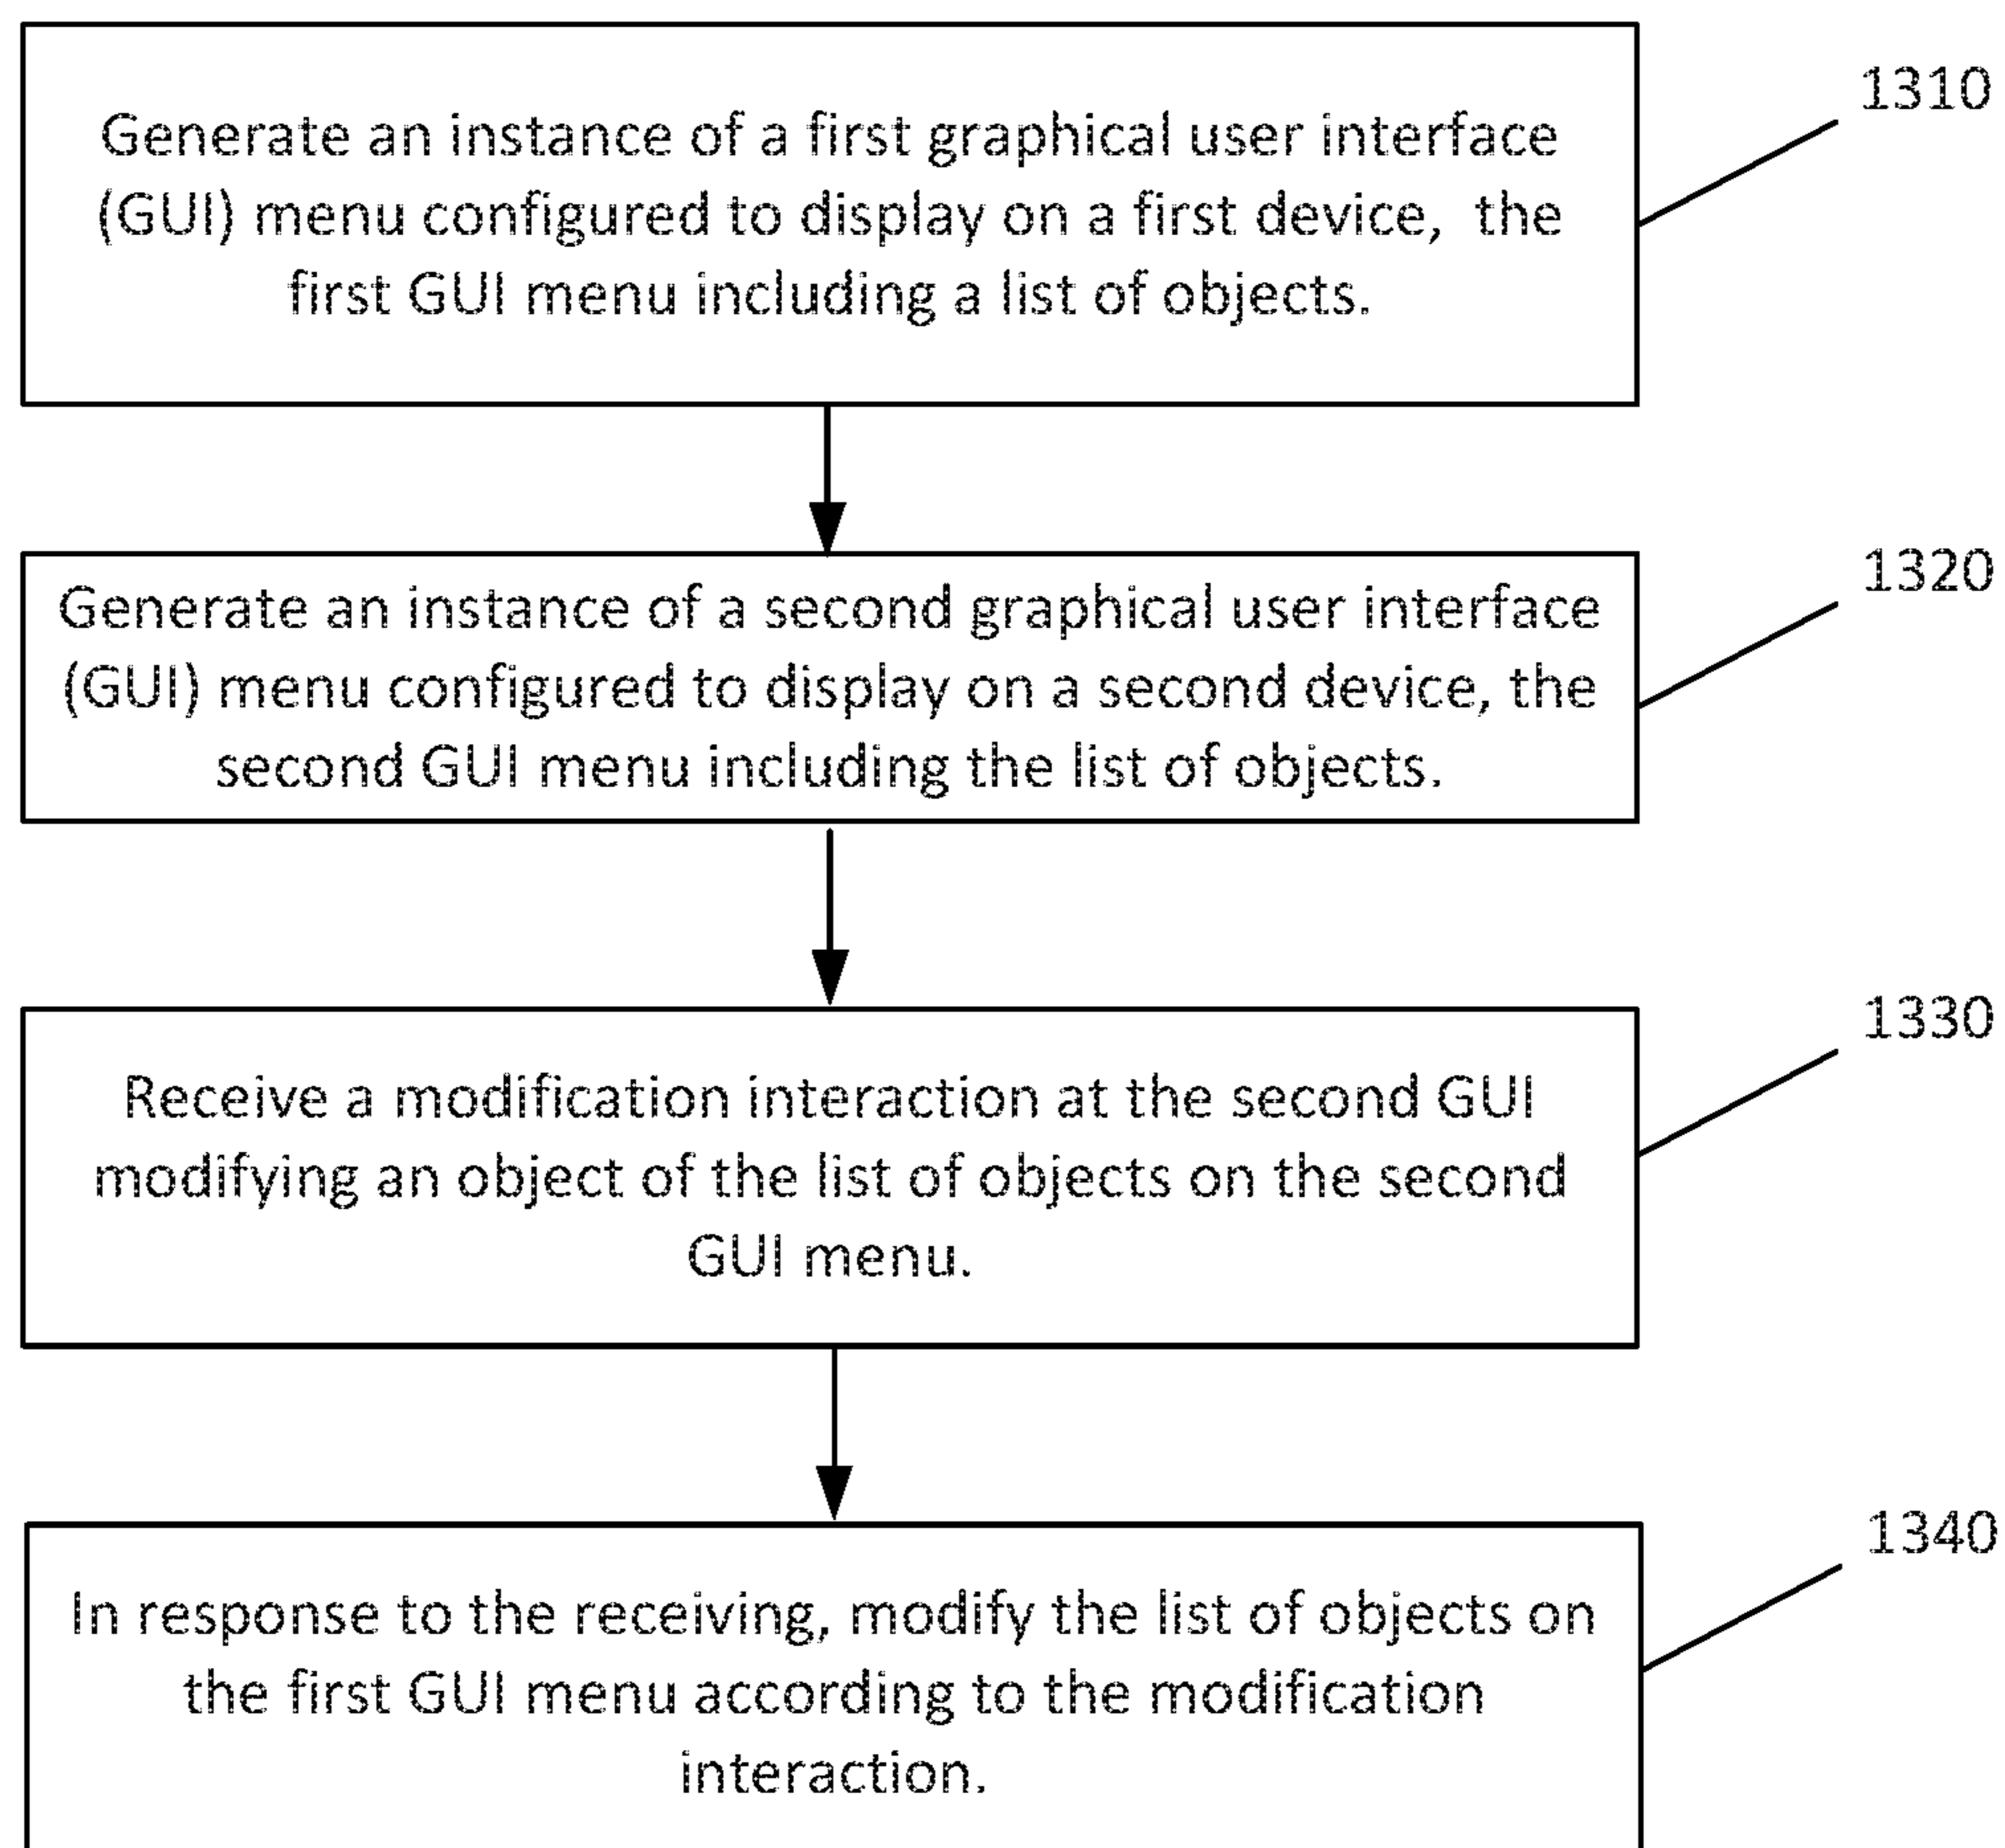 1310
Generate an instance of a first graphical user interface
(GUI) menu configured to display on a first device,  the
first GUI menu including a list of objects.
1320
Generate an instance of a second graphical user interface
(GUI) menu configured to display on a second device, the
second GUI menu including the list of objects.
1330
Receive a modification interaction at the second GUI
modifying an object of the list of objects on the second
GUI menu.
1340
In response to the receiving, modify the list of objects on
the first GUI menu according to the modification
interaction.